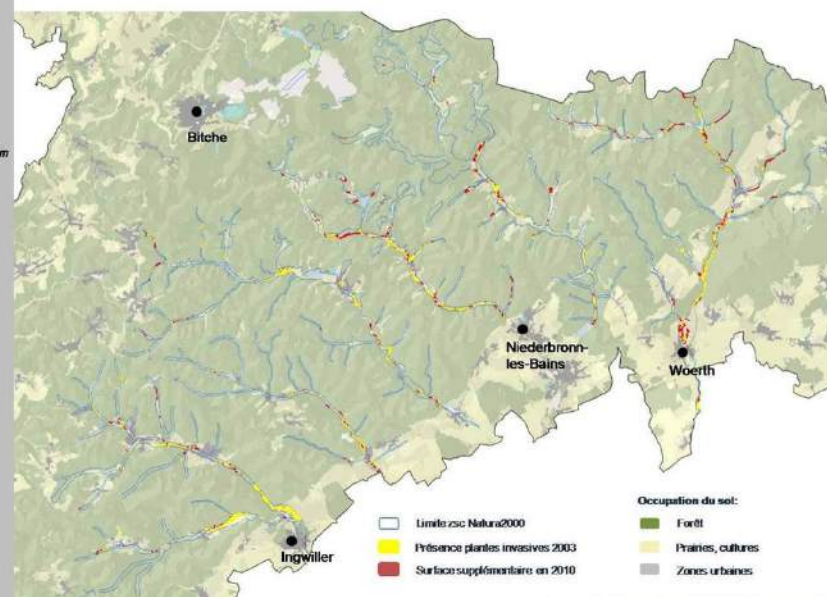 m
Bitche
Niederbronn-
les-Bains
Woerth
Ingwiller
Limite zsc Natura2000
Présence plantes invasives 2003
Surface supplémentaire en 2010
Occupation du sol:
Forêt
Prairies, cultures
Zones urbaines